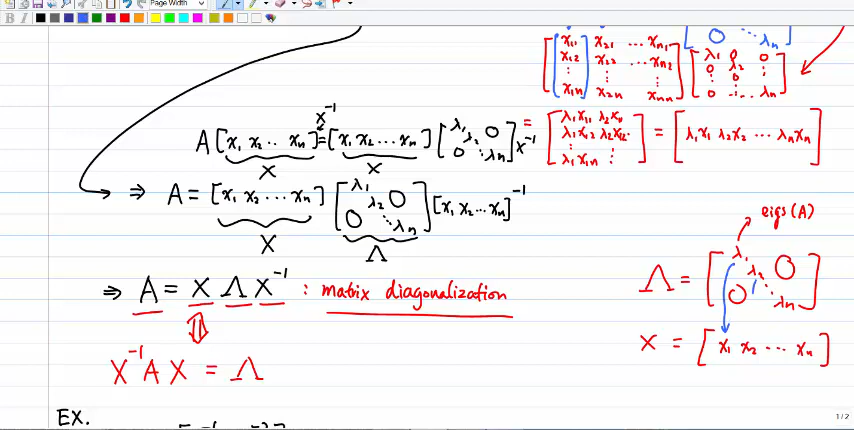 Page Width
B I
[x11 x21 ... xn1] [λ1 0 0]
[x12 x22 ... xn2] [0 λ2 :]
[: : :] [: 0 :]
[x1n x2n xnn] [0 ... λn]
0 ⋱ λn
A [x1 x2 ·· xn] X⁻¹ = [x1 x2 ··· xn] [λ1 λ2 0 0 ⋱ λn] X⁻¹
X X
= [λ1x11 λ2x21
λ1x12 λ2x22 ··
: :
λ1x1n :] = [λ1x1 λ2x2 ··· λnxn]
⇒ A = [x1 x2 ··· xn] [λ1 λ2 0 0 ⋱ λn] [x1 x2 ··· xn]⁻¹
X Λ
eigs(A)
Λ = [λ1 λ2 0 0 ⋱ λn]
⇒ A = X Λ X⁻¹ : matrix diagonalization
X = [x1 x2 ··· xn]
X⁻¹ A X = Λ
EX.
1/2